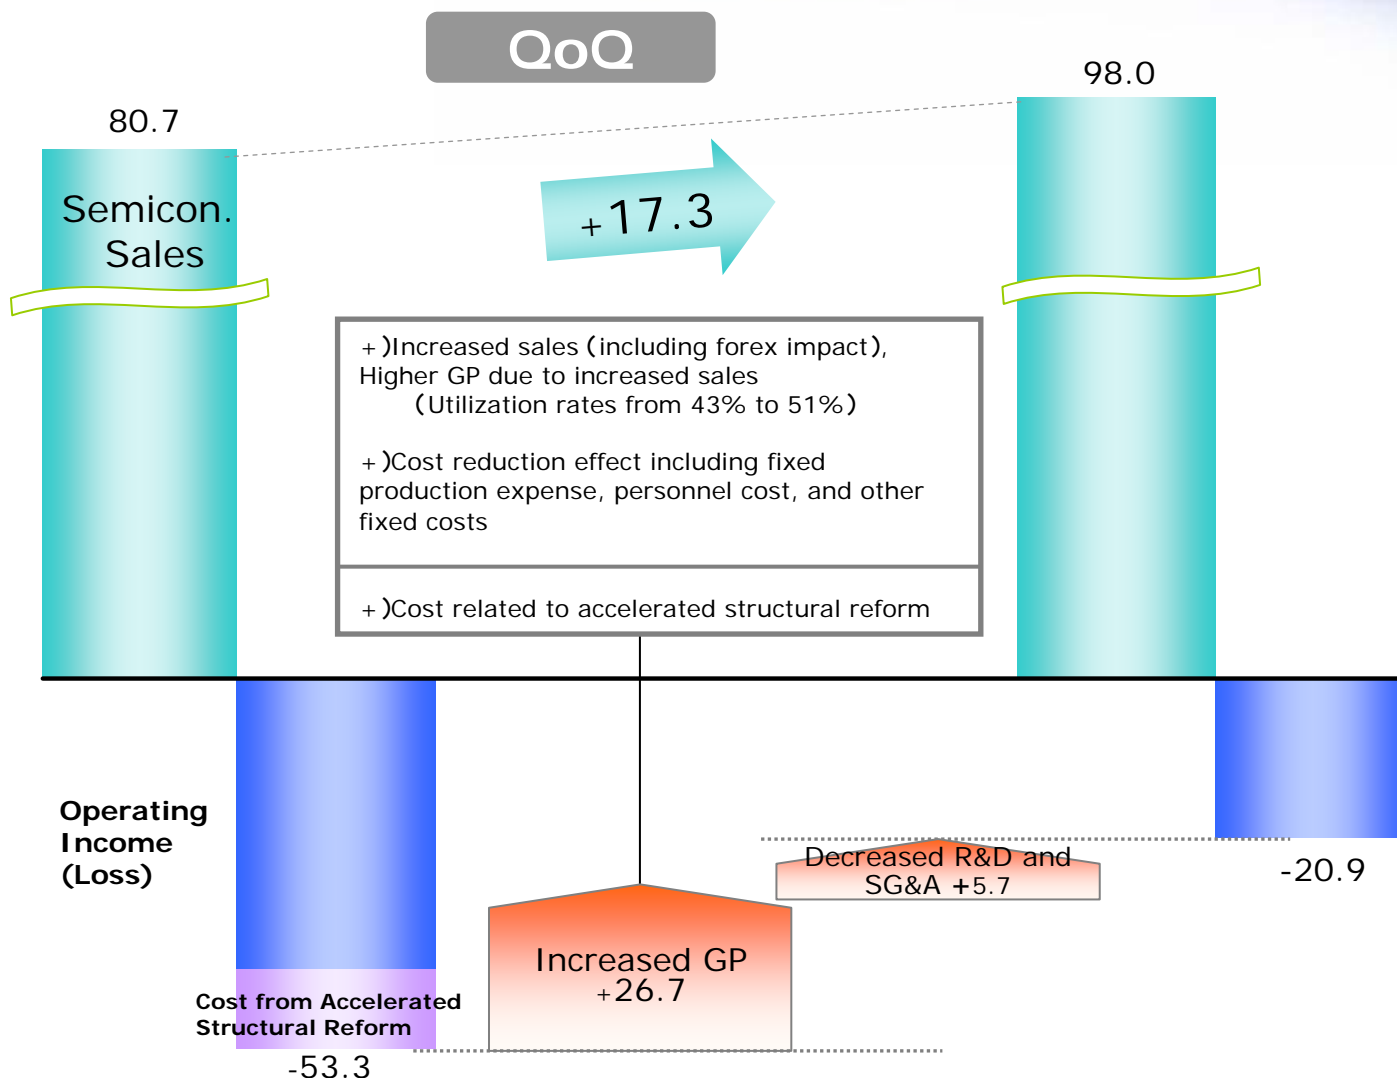 QoQ
80.7
98.0
Semicon.
Sales
+17.3
+)Increased sales (including forex impact),
Higher GP due to increased sales
(Utilization rates from 43% to 51%)
+)Cost reduction effect including fixed
production expense, personnel cost, and other
fixed costs
+)Cost related to accelerated structural reform
Operating
Income
(Loss)
Decreased R&D and
SG&A +5.7
-20.9
Increased GP
+26.7
Cost from Accelerated
Structural Reform
-53.3